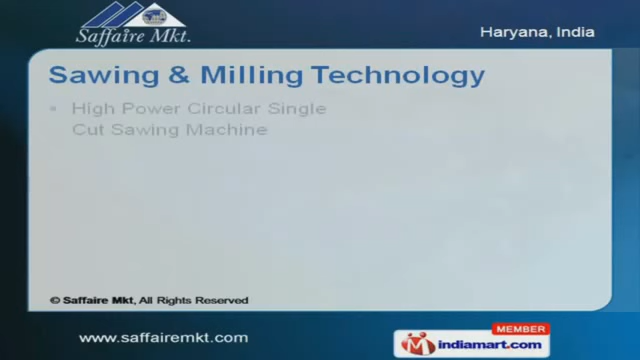 Saffaire Mkt.
Haryana, India
Sawing & Milling Technology
High Power Circular Single
Cut Sawing Machine
© Saffaire Mkt, All Rights Reserved
www.saffairemkt.com
MEMBER
indiamart.com